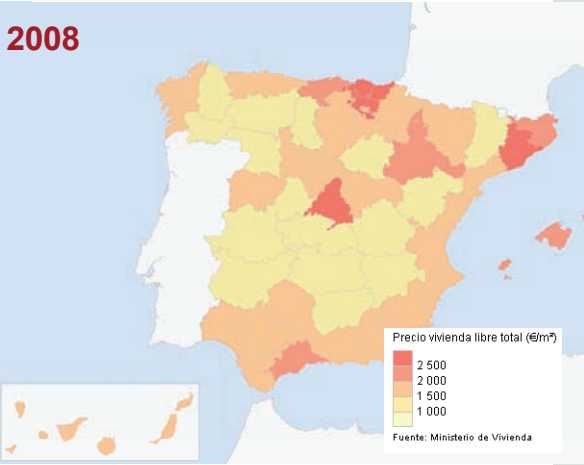 2008
Precio vivienda libre total (€/m²)
2 500
2 000
1 500
1 000
Fuente: Ministerio de Vivienda